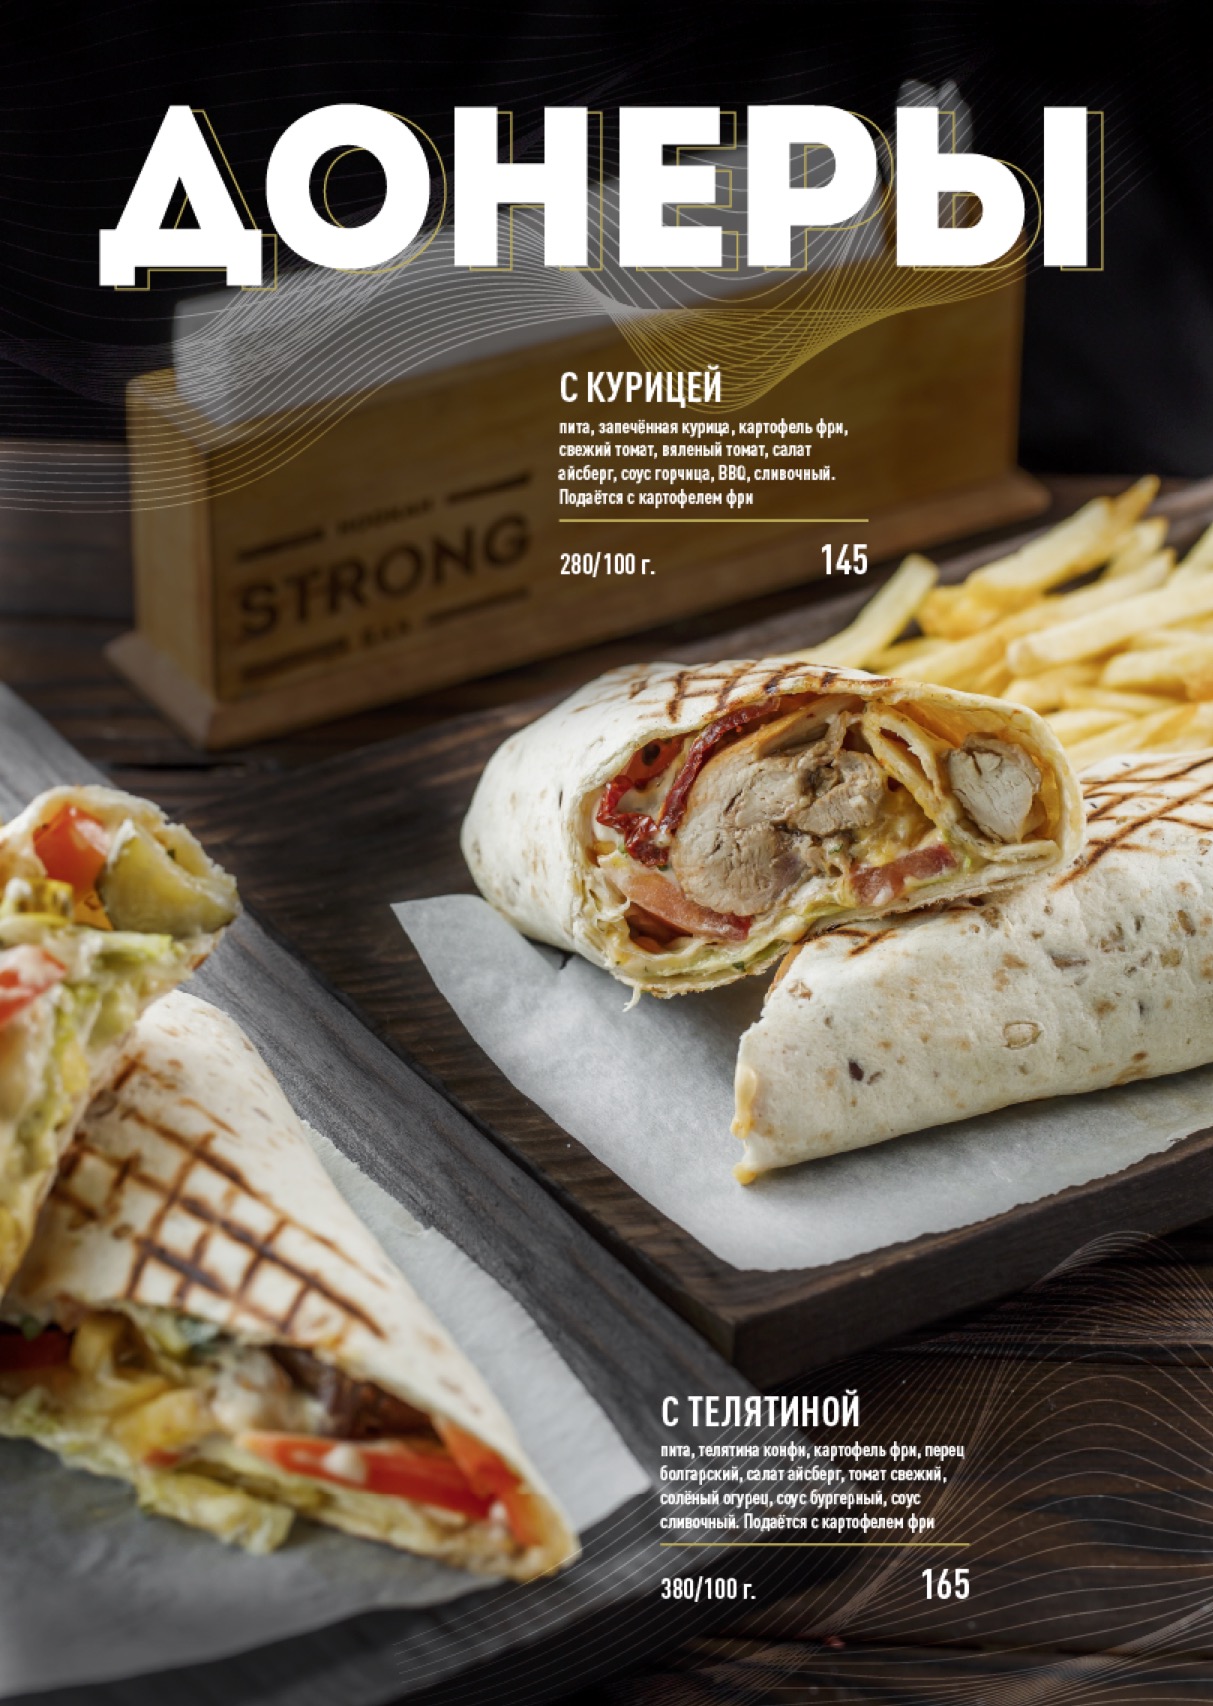 ДОНЕРЫ
С КУРИЦЕЙ
пита, запечённая курица, картофель фри,
свежий томат, вяленый томат, салат
айсберг, соус горчица, BBQ, сливочный.
Подаётся с картофелем фри
280/100 г. 145
HOOKAH
STRONG
BAR
С ТЕЛЯТИНОЙ
пита, телятина конфи, картофель фри, перец
болгарский, салат айсберг, томат свежий,
солёный огурец, соус бургерный, соус
сливочный. Подаётся с картофелем фри
380/100 г. 165